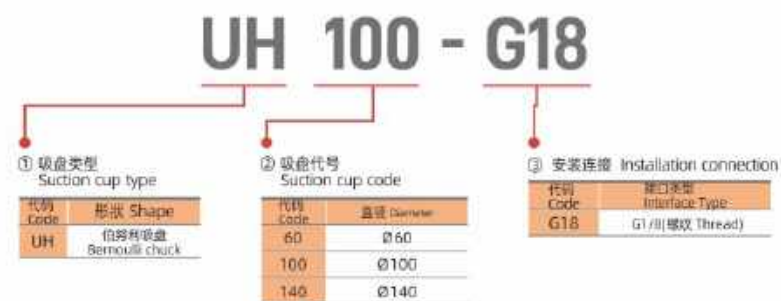 UH 100 - G18
① 吸盘类型
Suction cup type
代码 Code
形状 Shape
UH
伯努利吸盘
Bernoulli chuck
② 吸盘代号
Suction cup code
代码 Code
直径 Diameter
60
Ø60
100
Ø100
140
Ø140
③ 安装连接 Installation connection
代码 Code
接口类型
Interface Type
G18
G1/8(螺纹 Thread)